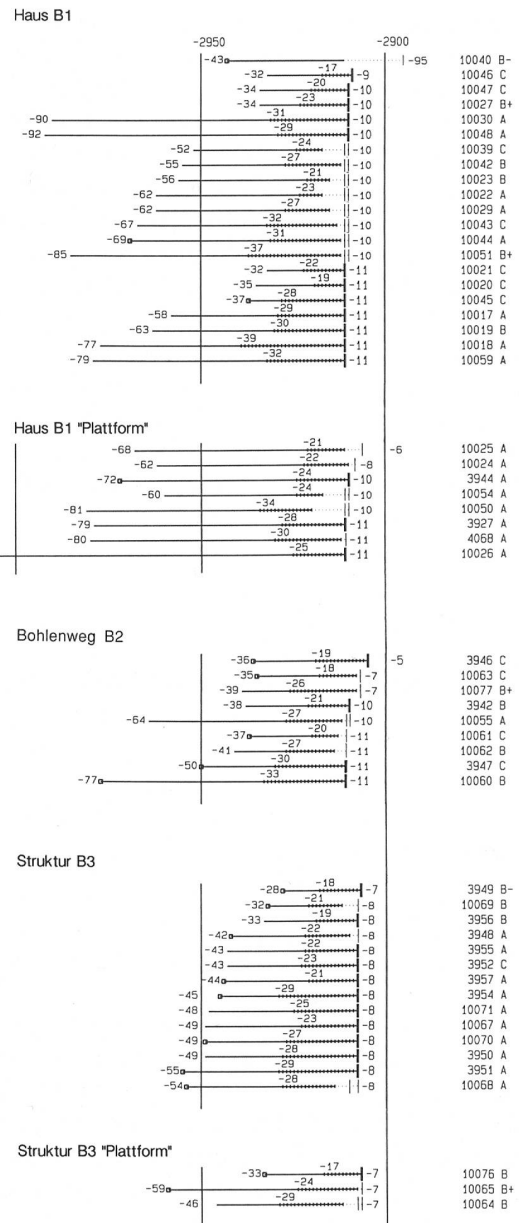 Haus B1
-2950 -2900
-43 -95 10040 B-
-32 -17 -9 10046 C
-34 -20 -10 10047 C
-34 -23 -10 10027 B+
-90 -31 -10 10030 A
-92 -29 -10 10048 A
-52 -24 -10 10039 C
-55 -27 -10 10042 B
-56 -21 -10 10023 B
-62 -23 -10 10022 A
-62 -27 -10 10029 A
-67 -32 -10 10043 C
-69 -31 -10 10044 A
-85 -37 -10 10051 B+
-32 -22 -11 10021 C
-35 -19 -11 10020 C
-37 -28 -11 10045 C
-58 -29 -11 10017 A
-63 -30 -11 10019 B
-77 -39 -11 10018 A
-79 -32 -11 10059 A
Haus B1 "Plattform"
-68 -21 -6 10025 A
-62 -22 -8 10024 A
-72 -24 -10 3944 A
-60 -24 -10 10054 A
-81 -34 -10 10050 A
-79 -28 -11 3927 A
-80 -30 -11 4068 A
-25 -11 10026 A
Bohlenweg B2
-36 -19 -5 3946 C
-35 -18 -7 10063 C
-39 -26 -7 10077 B+
-38 -21 -10 3942 B
-64 -27 -10 10055 A
-37 -20 -11 10061 C
-41 -27 -11 10062 B
-50 -30 -11 3947 C
-77 -33 -11 10060 B
Struktur B3
-28 -18 -7 3949 B-
-32 -21 -8 10069 B
-33 -19 -8 3956 B
-42 -22 -8 3948 A
-43 -22 -8 3955 A
-43 -23 -8 3952 C
-44 -21 -8 3957 A
-45 -29 -8 3954 A
-48 -25 -8 10071 A
-49 -23 -8 10067 A
-49 -27 -8 10070 A
-49 -28 -8 3950 A
-55 -29 -8 3951 A
-54 -28 -8 10068 A
Struktur B3 "Plattform"
-33 -17 -7 10076 B
-59 -24 -7 10065 B+
-46 -29 -7 10064 B